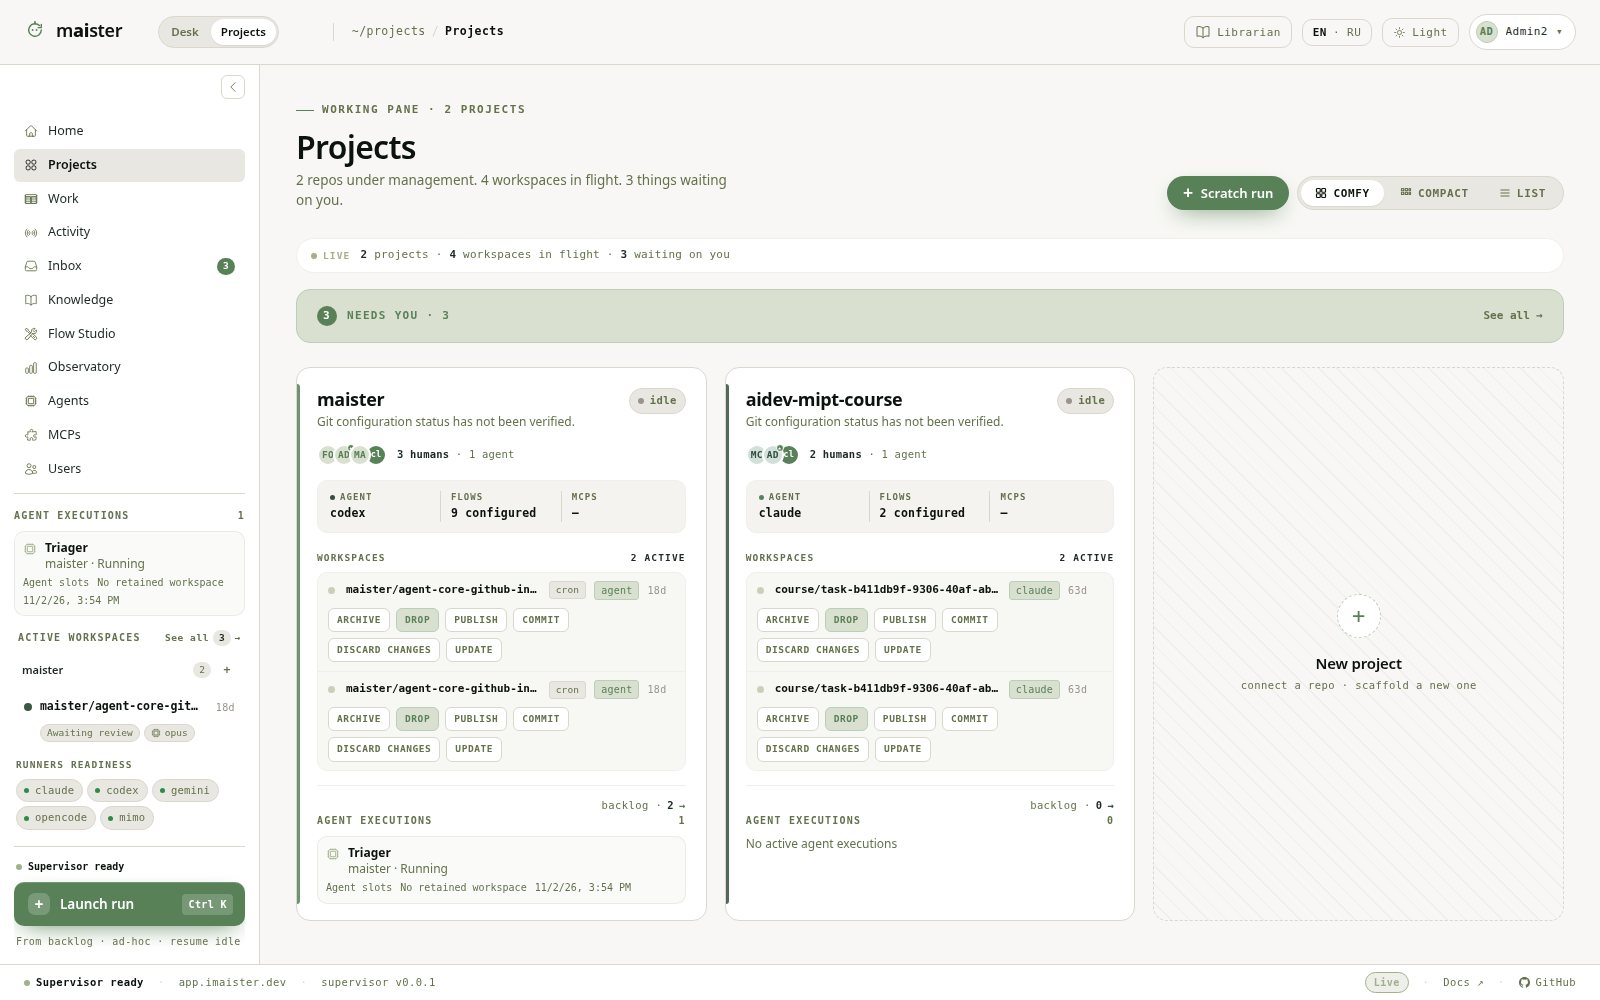 maister
Desk
Projects
~/projects / Projects
Librarian
EN · RU
Light
AD
Admin2
Home
Projects
Work
Activity
Inbox
3
Knowledge
Flow Studio
Observatory
Agents
MCPs
Users
AGENT EXECUTIONS
1
Triager
maister · Running
Agent slots No retained workspace
11/2/26, 3:54 PM
ACTIVE WORKSPACES
See all 3 →
maister
2
+
maister/agent-core-git…
18d
Awaiting review
opus
RUNNERS READINESS
claude
codex
gemini
opencode
mimo
Supervisor ready
+ Launch run
Ctrl K
From backlog · ad-hoc · resume idle
WORKING PANE · 2 PROJECTS
Projects
2 repos under management. 4 workspaces in flight. 3 things waiting
on you.
+ Scratch run
COMFY
COMPACT
LIST
LIVE
2 projects · 4 workspaces in flight · 3 waiting on you
3
NEEDS YOU · 3
See all →
maister
idle
Git configuration status has not been verified.
FO
AD
MA
cl
3 humans · 1 agent
AGENT
FLOWS
MCPS
codex
9 configured
—
WORKSPACES
2 ACTIVE
maister/agent-core-github-in…
cron
agent
18d
ARCHIVE
DROP
PUBLISH
COMMIT
DISCARD CHANGES
UPDATE
maister/agent-core-github-in…
cron
agent
18d
ARCHIVE
DROP
PUBLISH
COMMIT
DISCARD CHANGES
UPDATE
backlog · 2 →
AGENT EXECUTIONS
1
Triager
maister · Running
Agent slots No retained workspace 11/2/26, 3:54 PM
aidev-mipt-course
idle
Git configuration status has not been verified.
MC
AD
cl
2 humans · 1 agent
AGENT
FLOWS
MCPS
claude
2 configured
—
WORKSPACES
2 ACTIVE
course/task-b411db9f-9306-40af-ab…
claude
63d
ARCHIVE
DROP
PUBLISH
COMMIT
DISCARD CHANGES
UPDATE
course/task-b411db9f-9306-40af-ab…
claude
63d
ARCHIVE
DROP
PUBLISH
COMMIT
DISCARD CHANGES
UPDATE
backlog · 0 →
AGENT EXECUTIONS
0
No active agent executions
+
New project
connect a repo · scaffold a new one
Supervisor ready · app.imaister.dev · supervisor v0.0.1
Live · Docs ↗ · GitHub